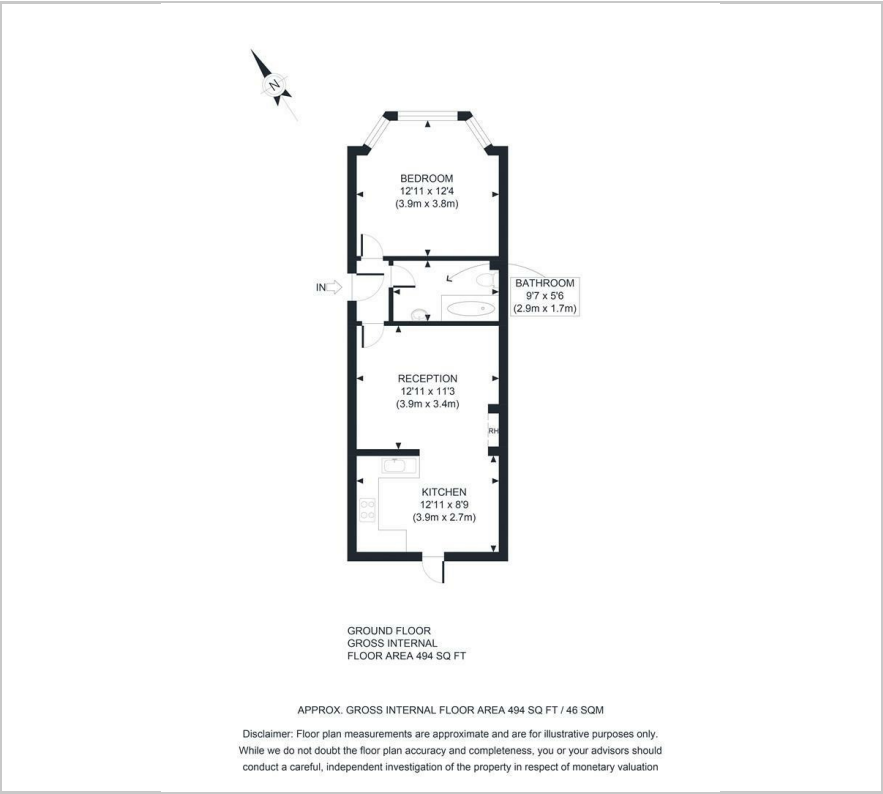 N
BEDROOM
12'11 x 12'4
(3.9m x 3.8m)
IN
BATHROOM
9'7 x 5'6
(2.9m x 1.7m)
RECEPTION
12'11 x 11'3
(3.9m x 3.4m)
RH
KITCHEN
12'11 x 8'9
(3.9m x 2.7m)
GROUND FLOOR
GROSS INTERNAL
FLOOR AREA 494 SQ FT
APPROX. GROSS INTERNAL FLOOR AREA 494 SQ FT / 46 SQM
Disclaimer: Floor plan measurements are approximate and are for illustrative purposes only.
While we do not doubt the floor plan accuracy and completeness, you or your advisors should
conduct a careful, independent investigation of the property in respect of monetary valuation